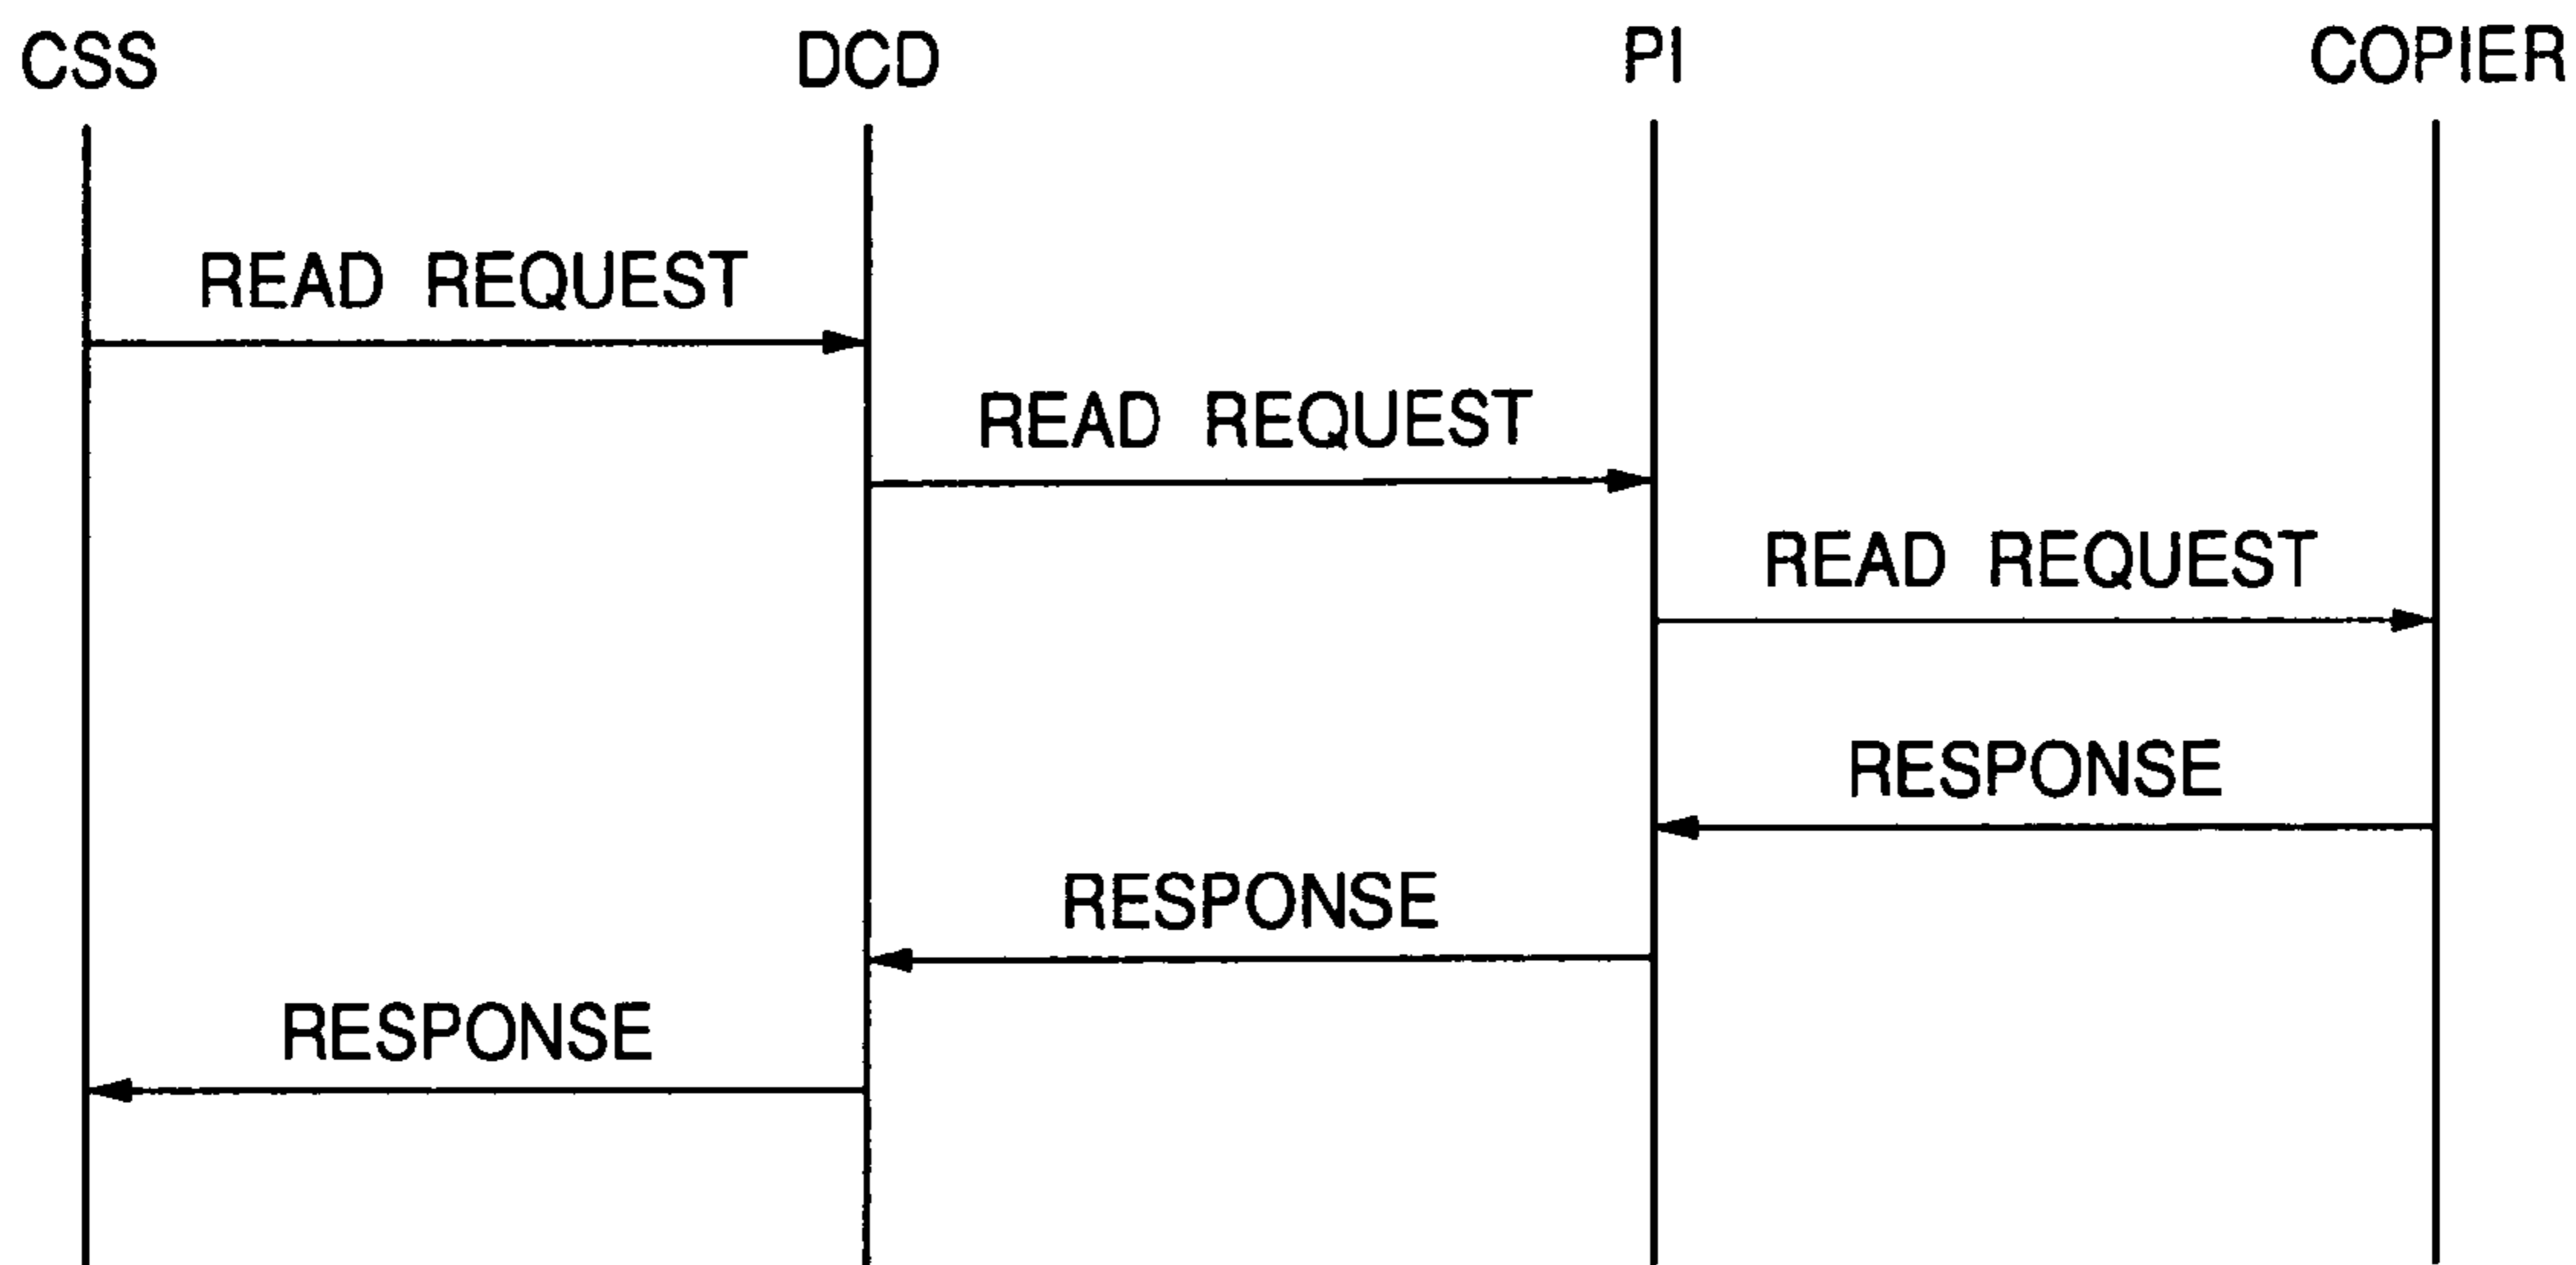 CSS DCD PI COPIER
READ REQUEST
READ REQUEST
READ REQUEST
RESPONSE
RESPONSE
RESPONSE